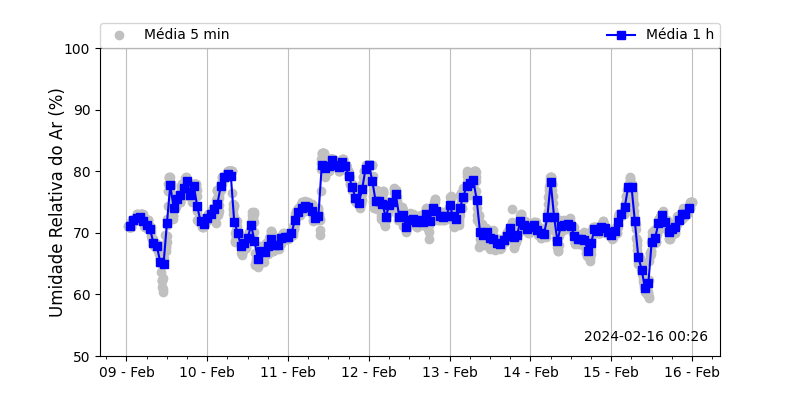 Média 5 min
Média 1 h
Umidade Relativa do Ar (%)
100
90
80
70
60
50
2024-02-16 00:26
09 - Feb
10 - Feb
11 - Feb
12 - Feb
13 - Feb
14 - Feb
15 - Feb
16 - Feb